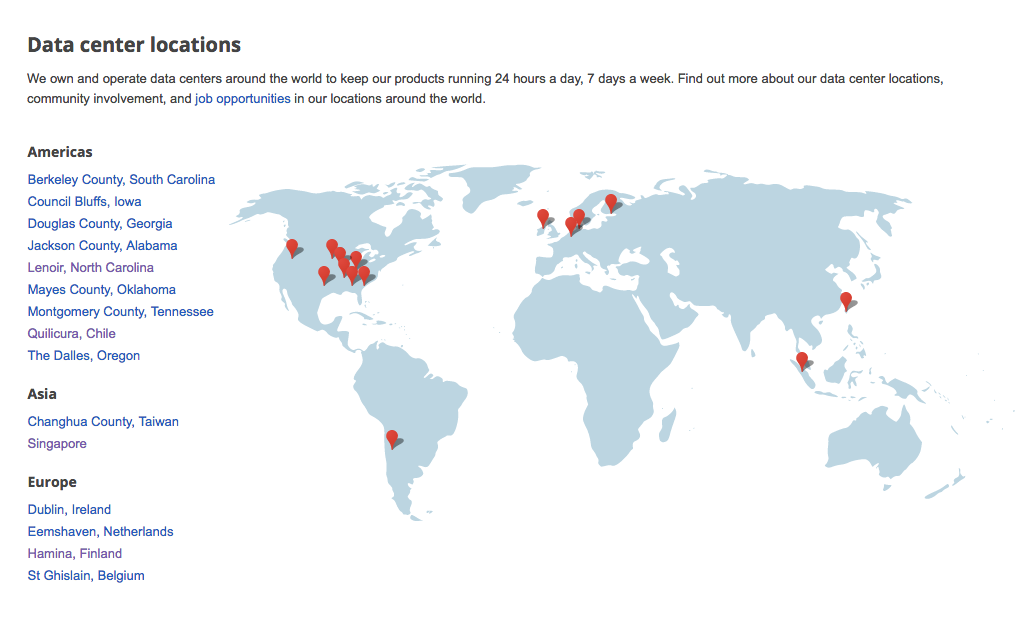 Data center locations
We own and operate data centers around the world to keep our products running 24 hours a day, 7 days a week. Find out more about our data center locations,
community involvement, and job opportunities in our locations around the world.
Americas
Berkeley County, South Carolina
Council Bluffs, Iowa
Douglas County, Georgia
Jackson County, Alabama
Lenoir, North Carolina
Mayes County, Oklahoma
Montgomery County, Tennessee
Quilicura, Chile
The Dalles, Oregon
Asia
Changhua County, Taiwan
Singapore
Europe
Dublin, Ireland
Eemshaven, Netherlands
Hamina, Finland
St Ghislain, Belgium